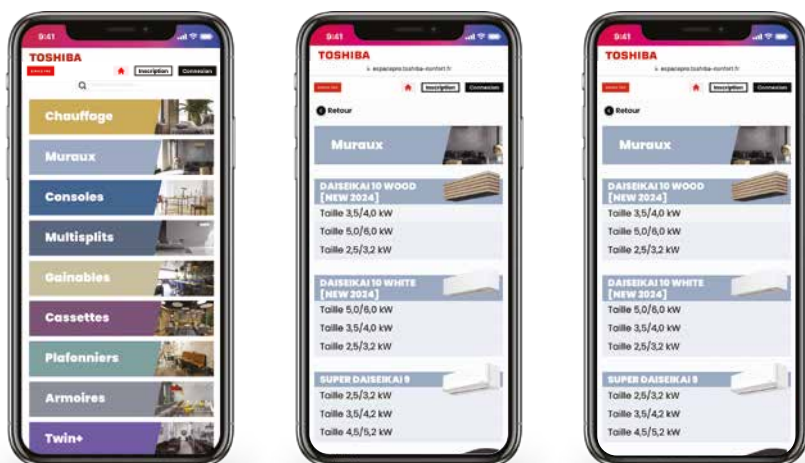 9:41
TOSHIBA
Inscription
Connexion
Chauffage
Muraux
Consoles
Multisplits
Gainables
Cassettes
Plafonniers
Armoires
Twin+
9:41
TOSHIBA
espacepro.toshiba-confort.fr
Inscription
Connexion
Retour
Muraux
DAISEIKAI 10 WOOD
[NEW 2024]
Taille 3,5/4,0 kW
Taille 5,0/6,0 kW
Taille 2,5/3,2 kW
DAISEIKAI 10 WHITE
[NEW 2024]
Taille 5,0/6,0 kW
Taille 3,5/4,0 kW
Taille 2,5/3,2 kW
SUPER DAISEIKAI 9
Taille 2,5/3,2 kW
Taille 3,5/4,2 kW
Taille 4,5/5,2 kW
9:41
TOSHIBA
espacepro.toshiba-confort.fr
Inscription
Connexion
Retour
Muraux
DAISEIKAI 10 WOOD
[NEW 2024]
Taille 3,5/4,0 kW
Taille 5,0/6,0 kW
Taille 2,5/3,2 kW
DAISEIKAI 10 WHITE
[NEW 2024]
Taille 5,0/6,0 kW
Taille 3,5/4,0 kW
Taille 2,5/3,2 kW
SUPER DAISEIKAI 9
Taille 2,5/3,2 kW
Taille 3,5/4,2 kW
Taille 4,5/5,2 kW